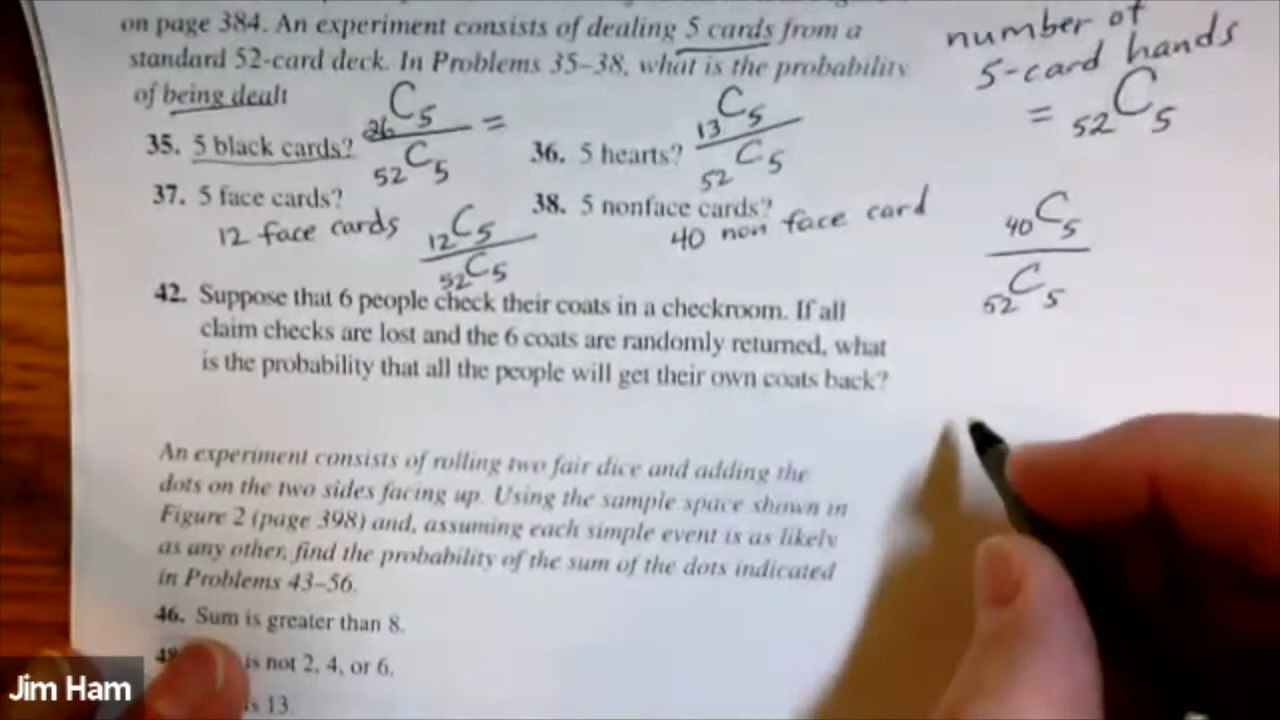 on page 384. An experiment consists of dealing 5 cards from a
standard 52-card deck. In Problems 35–38, what is the probability
of being dealt
number of
5-card hands
= 52C5
35. 5 black cards? 26C5 / 52C5 =
36. 5 hearts? 13C5 / 52C5
37. 5 face cards?
12 face cards 12C5 / 52C5
38. 5 nonface cards?
40 non face card 40C5 / 52C5
42. Suppose that 6 people check their coats in a checkroom. If all
claim checks are lost and the 6 coats are randomly returned, what
is the probability that all the people will get their own coats back?
An experiment consists of rolling two fair dice and adding the
dots on the two sides facing up. Using the sample space shown in
Figure 2 (page 398) and, assuming each simple event is as likely
as any other, find the probability of the sum of the dots indicated
in Problems 43–56.
46. Sum is greater than 8.
is not 2, 4, or 6.
is 13
Jim Ham